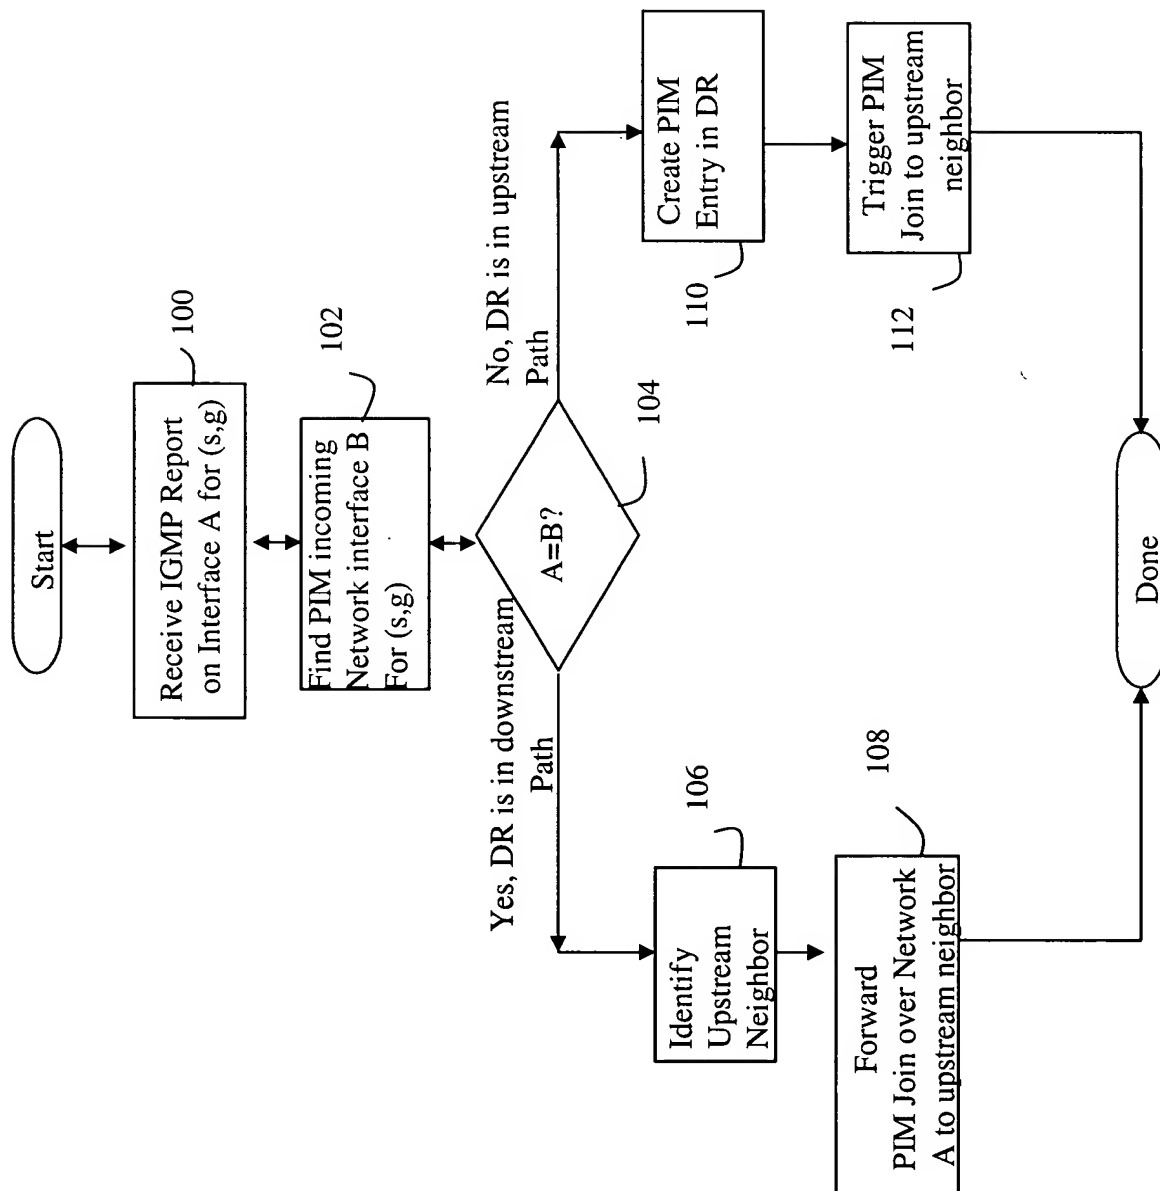 Start
100
Receive IGMP Report
on Interface A for (s,g)
102
Find PIM incoming
Network interface B
For (s,g)
A=B?
104
Yes, DR is in downstream
Path
No, DR is in upstream
Path
106
Identify
Upstream
Neighbor
108
Forward
PIM Join over Network
A to upstream neighbor
110
Create PIM
Entry in DR
112
Trigger PIM
Join to upstream
neighbor
Done